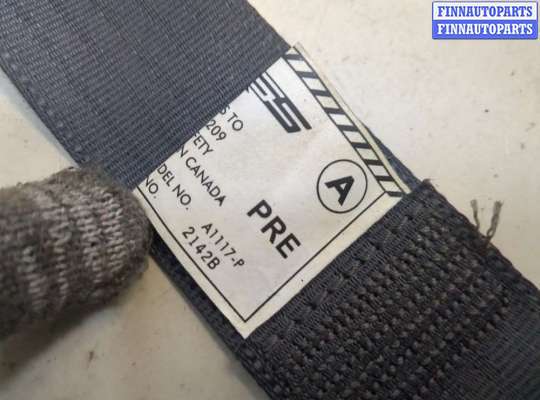 FINNAUTOPARTS
FINNAUTOPARTS
S TO
209
FETY
N CANADA
DEL NO. A1117-P
NO. 2142B
PRE
A